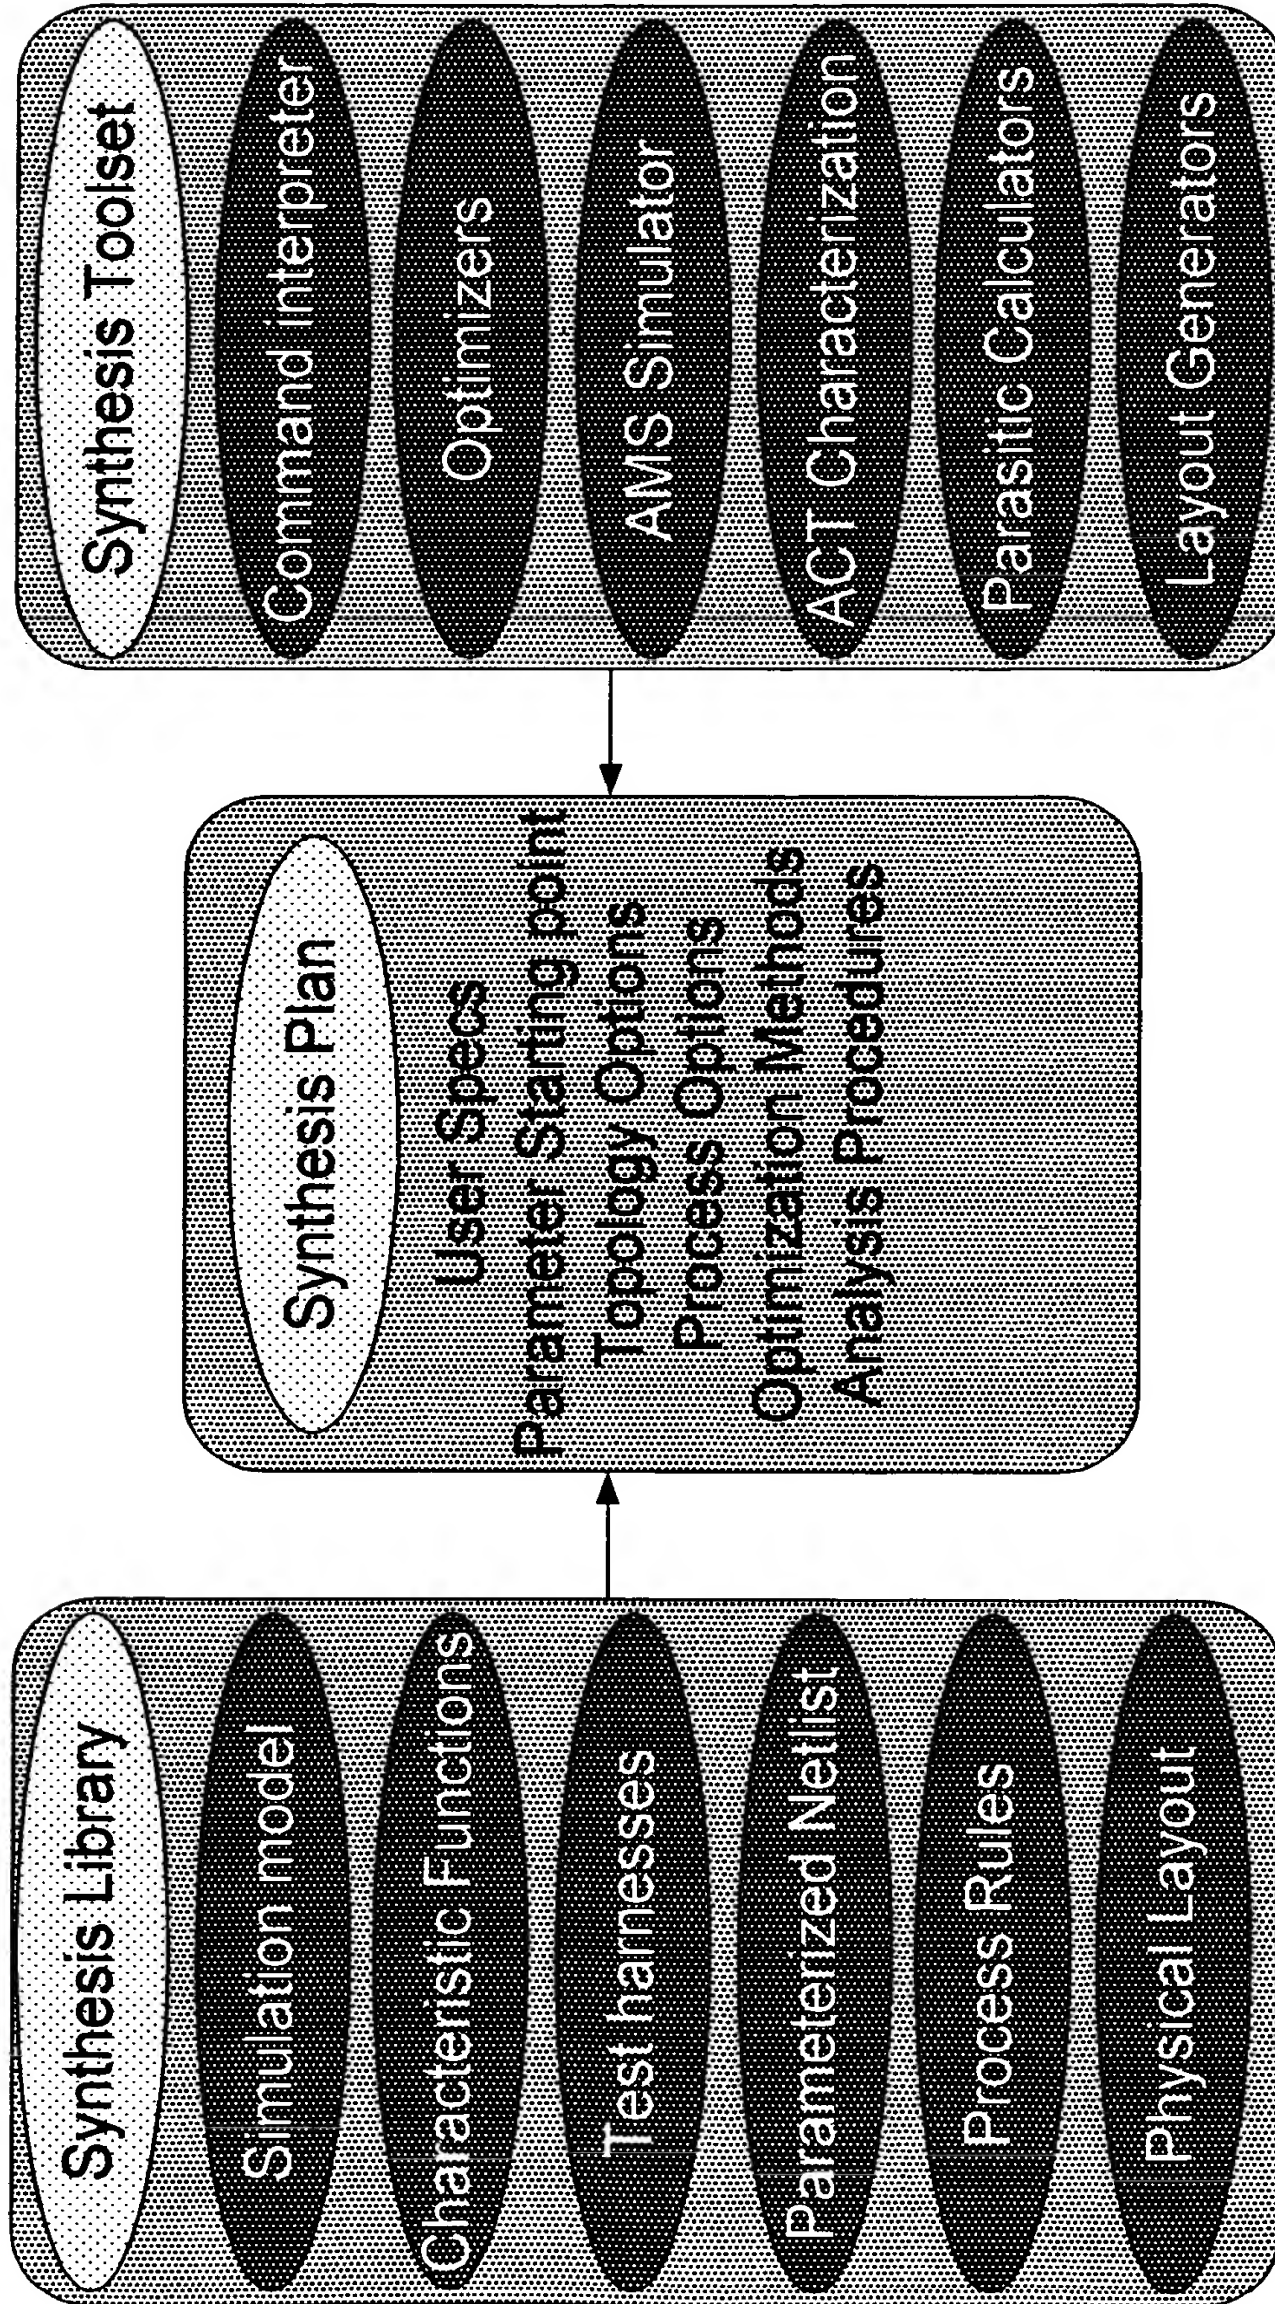 Synthesis Library
Simulation model
Characteristic Functions
Test harnesses
Parameterized Netlist
Process Rules
Physical Layout
Synthesis Plan
User Specs
Parameter Starting point
Topology Options
Process Options
Optimization Methods
Analysis Procedures
Synthesis Toolset
Command interpreter
Optimizers
AMS Simulator
ACT Characterization
Parasitic Calculators
Layout Generators